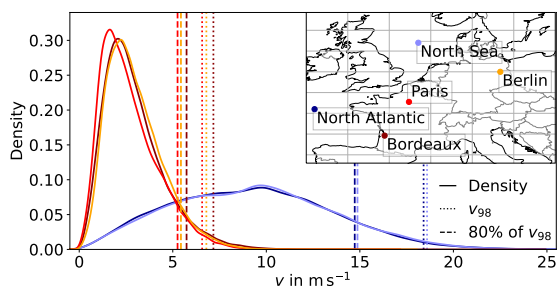 0.30
0.25
0.20
0.15
0.10
0.05
0.00
Density
0
5
10
15
20
25
v in m s⁻¹
North Sea
Berlin
Paris
North Atlantic
Bordeaux
Density
v₉₈
80% of v₉₈